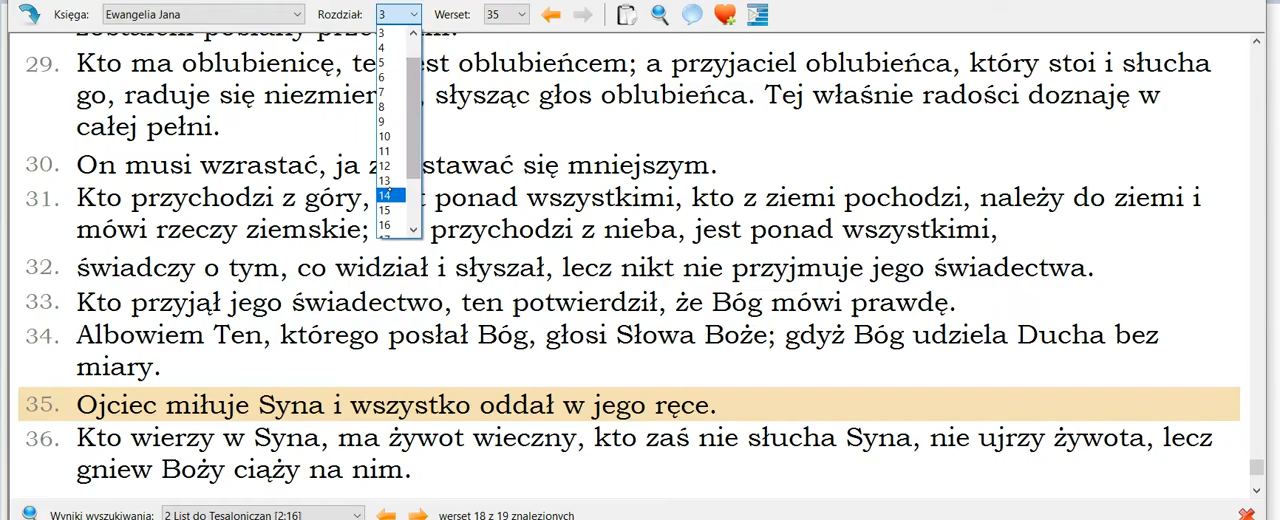 Księga: Ewangelia Jana Rozdział: 3 Werset: 35
3
4
5
6
7
8
9
10
11
12
13
14
15
16
29. Kto ma oblubienicę, te est oblubieńcem; a przyjaciel oblubieńca, który stoi i słucha
go, raduje się niezmier słysząc głos oblubieńca. Tej właśnie radości doznaję w
całej pełni.
30. On musi wzrastać, ja z stawać się mniejszym.
31. Kto przychodzi z góry, t ponad wszystkimi, kto z ziemi pochodzi, należy do ziemi i
mówi rzeczy ziemskie; przychodzi z nieba, jest ponad wszystkimi,
32. świadczy o tym, co widział i słyszał, lecz nikt nie przyjmuje jego świadectwa.
33. Kto przyjął jego świadectwo, ten potwierdził, że Bóg mówi prawdę.
34. Albowiem Ten, którego posłał Bóg, głosi Słowa Boże; gdyż Bóg udziela Ducha bez
miary.
35. Ojciec miłuje Syna i wszystko oddał w jego ręce.
36. Kto wierzy w Syna, ma żywot wieczny, kto zaś nie słucha Syna, nie ujrzy żywota, lecz
gniew Boży ciąży na nim.
Wyniki wyszukiwania: 2 List do Tesaloniczan [2:16] werset 18 z 19 znalezionych